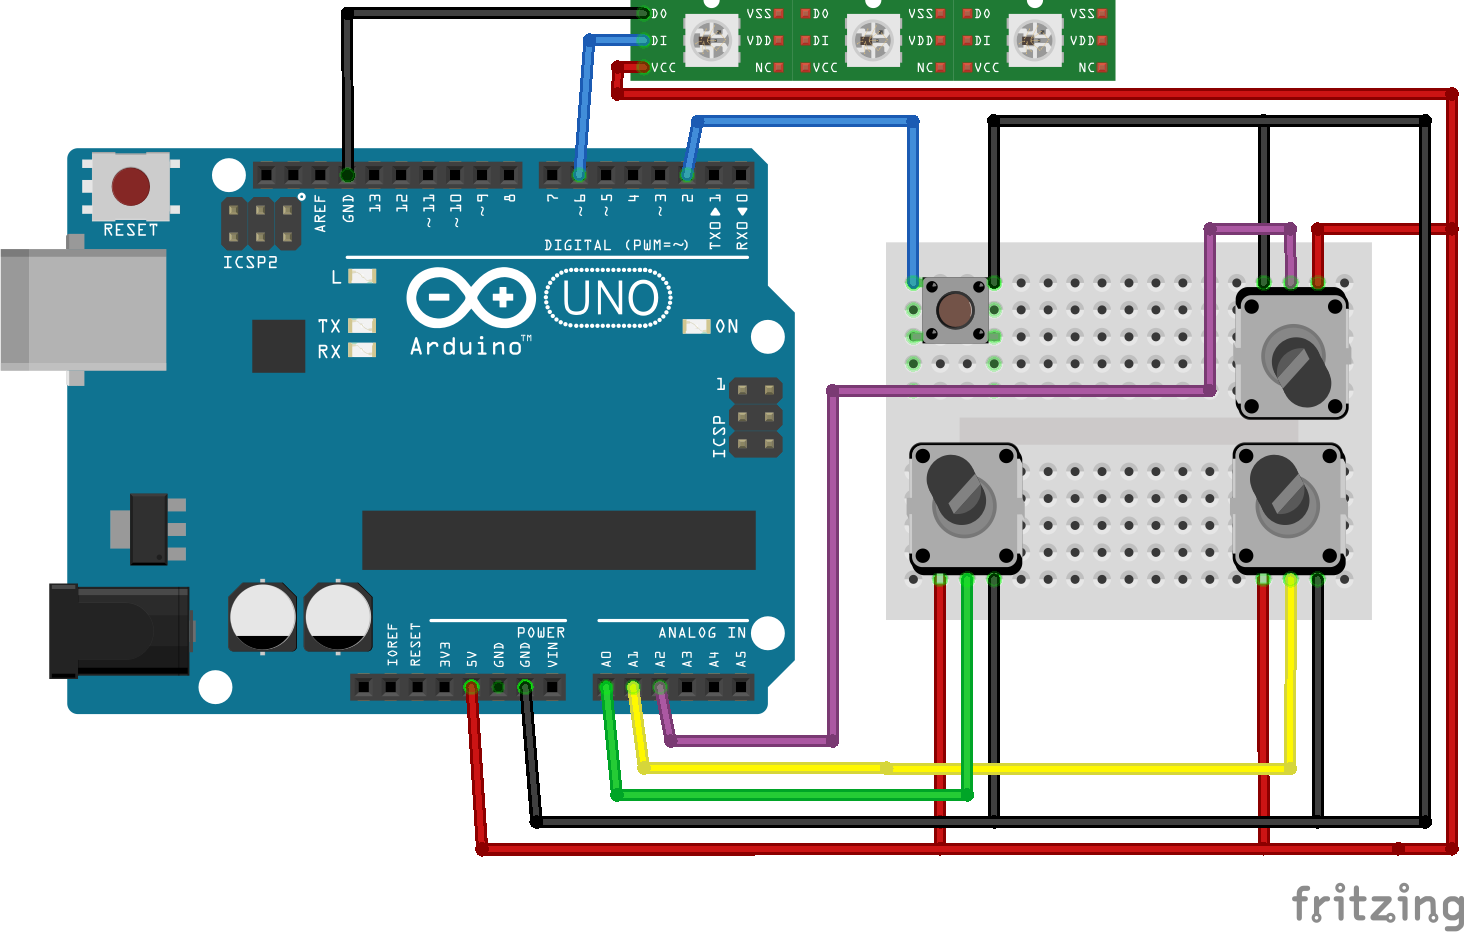 DO VSS DO VSS DO VSS
DI VDD DI VDD DI VDD
VCC NC VCC NC VCC NC
RESET
ICSP2
AREF
GND
13
12
~11
~10
~9
8
7
~6
~5
4
~3
2
TXO▶1
RXO◀0
DIGITAL (PWM=~)
L
TX
RX
UNO
ON
Arduino™
1
ICSP
IOREF
RESET
3V3
5V
GND
GND
VIN
POWER
A0
A1
A2
A3
A4
A5
ANALOG IN
fritzing